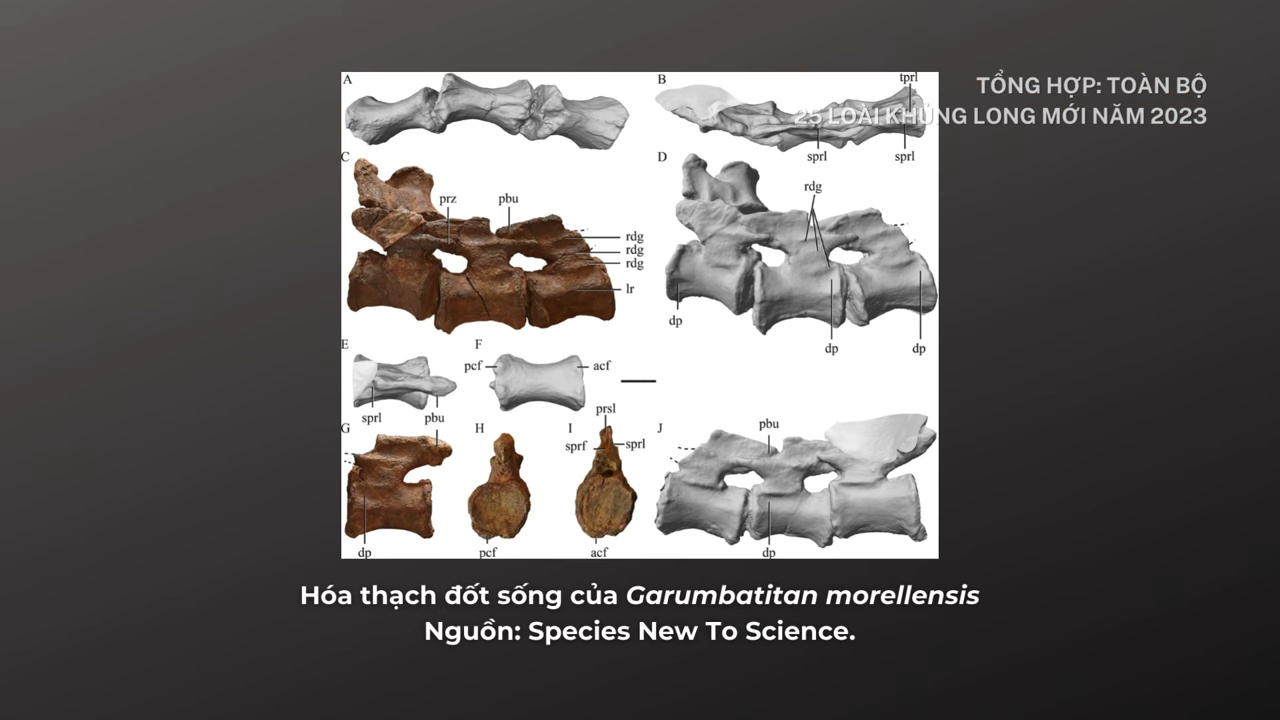 TỔNG HỢP: TOÀN BỘ
25 LOÀI KHỦNG LONG MỚI NĂM 2023
A
B
tprl
sprl
sprl
C
D
prz
pbu
rdg
rdg
rdg
lr
rdg
dp
dp
dp
E
F
pcf
acf
sprl
pbu
G
H
I
prsl
sprf
sprl
J
pbu
dp
pcf
acf
dp
Hóa thạch đốt sống của Garumbatitan morellensis
Nguồn: Species New To Science.